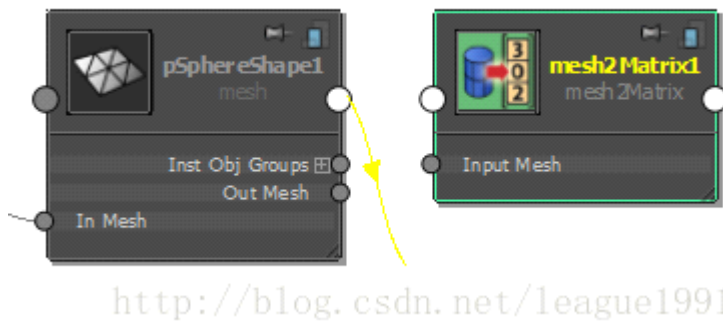 pSphereShape1
mesh
Inst Obj Groups
Out Mesh
In Mesh
3
0
2
mesh2Matrix1
mesh2Matrix
Input Mesh
http://blog.csdn.net/league1991